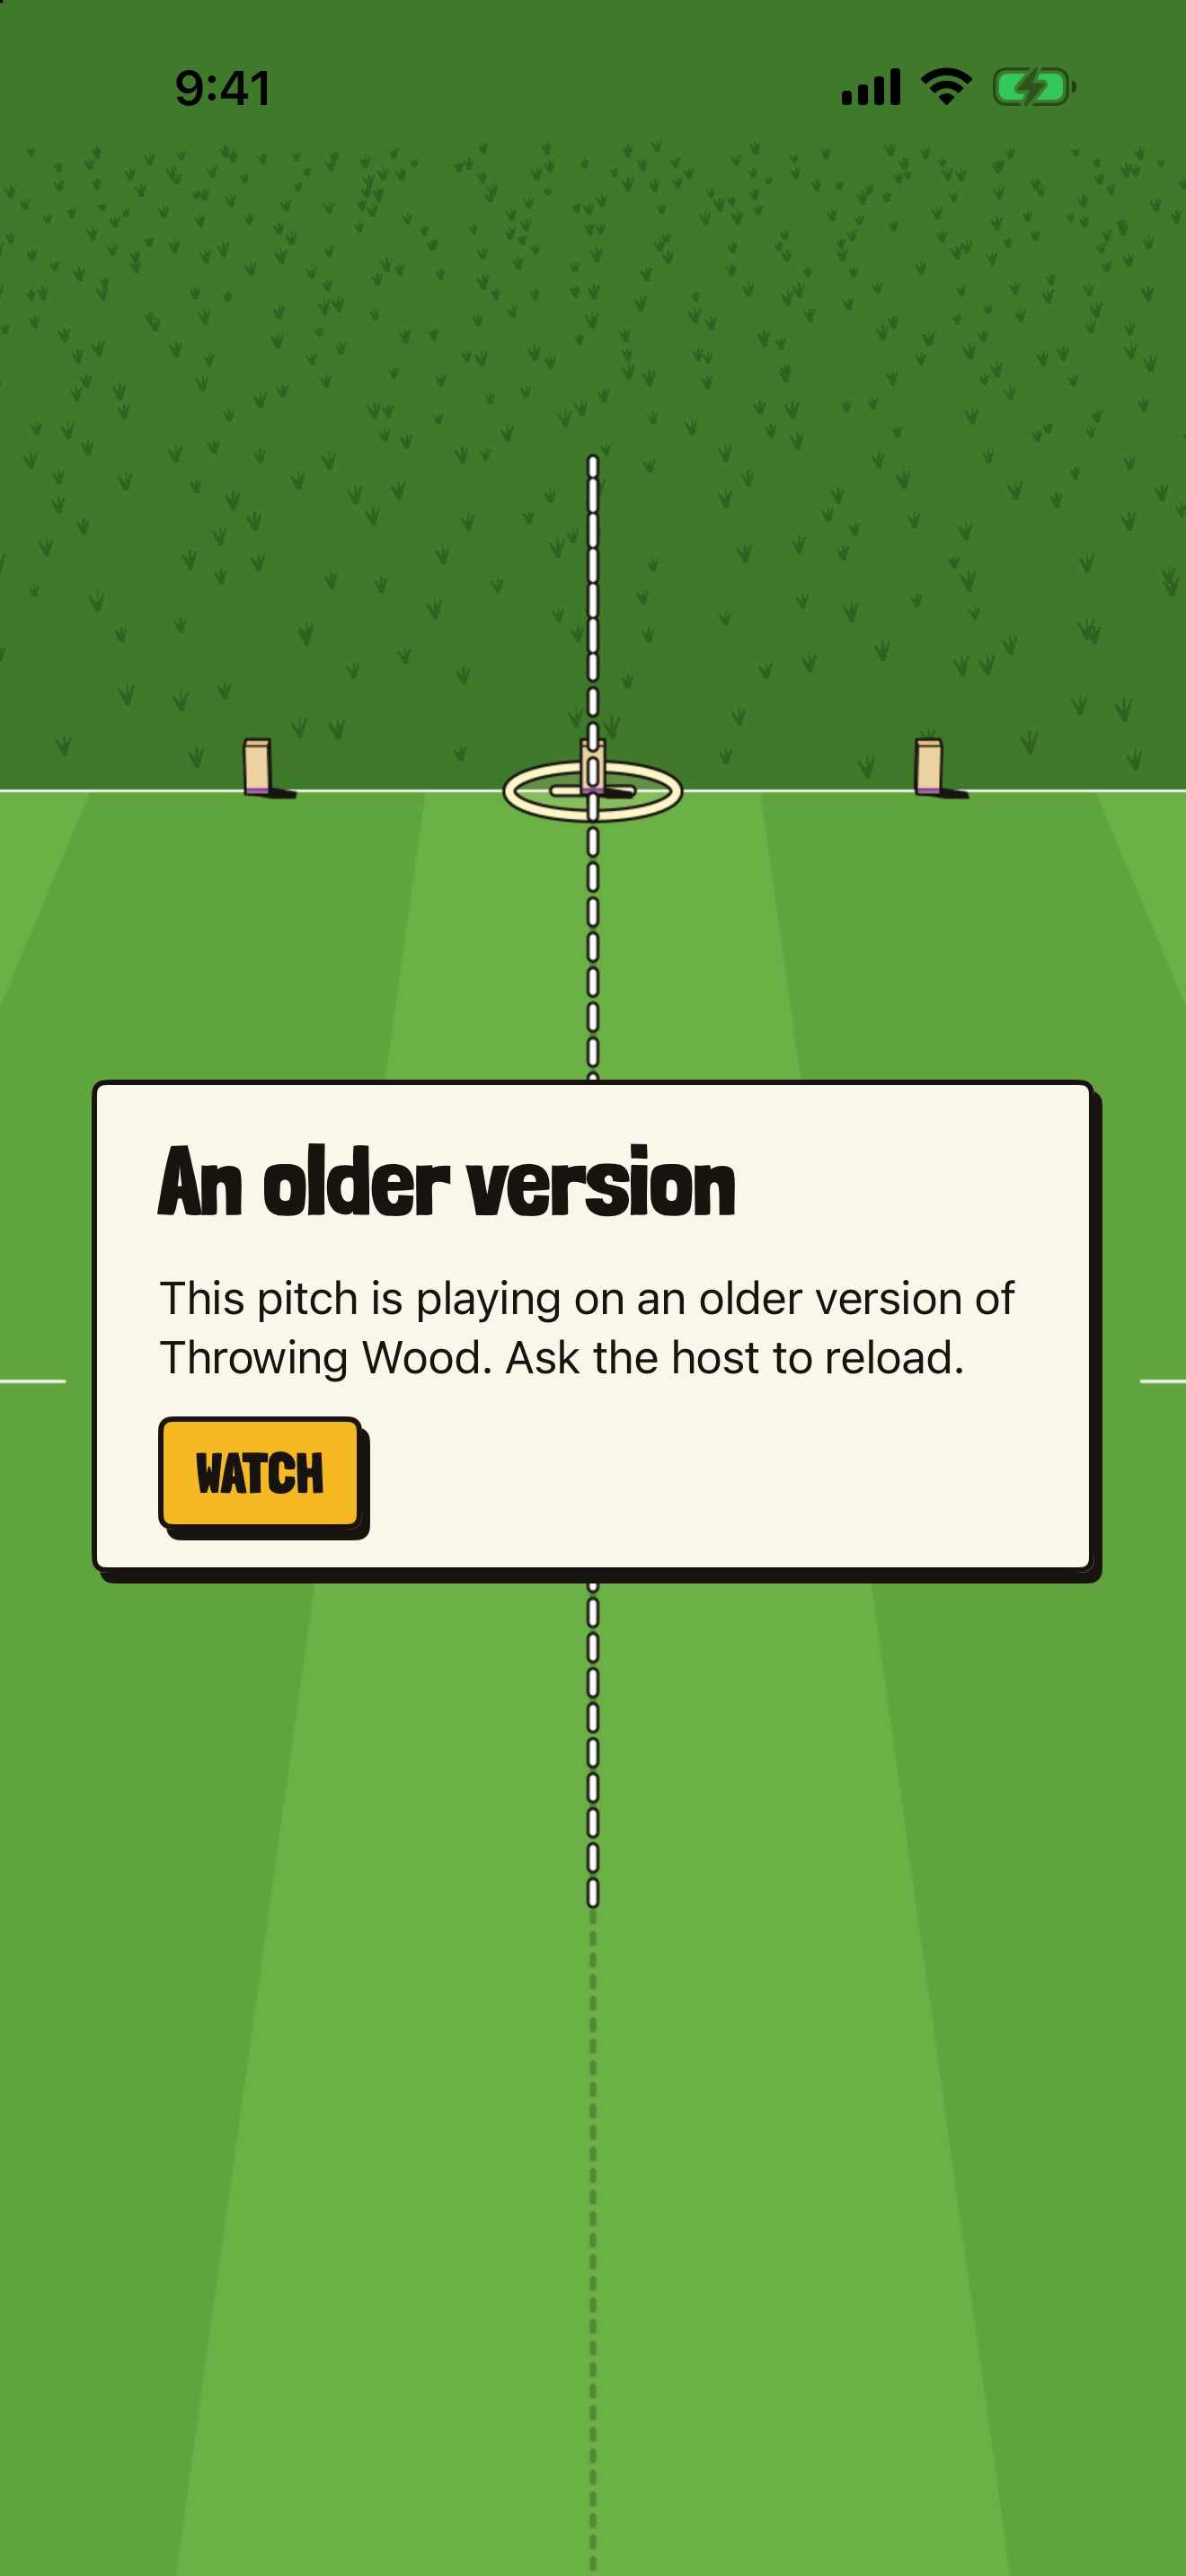 9:41
An older version
This pitch is playing on an older version of
Throwing Wood. Ask the host to reload.
WATCH